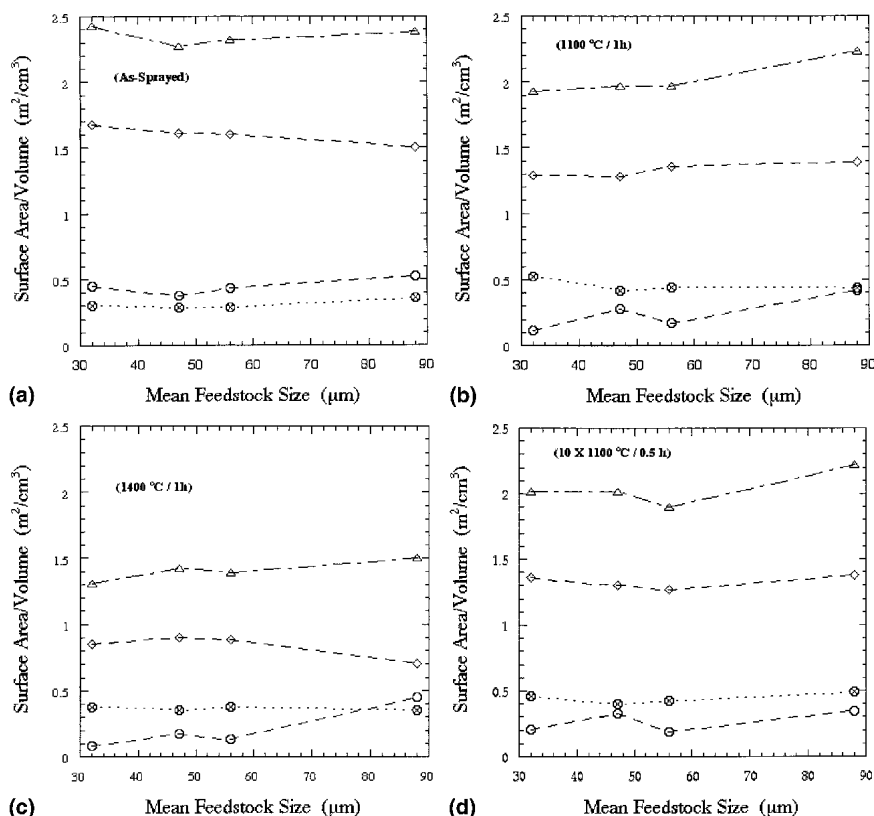 2.5
2
1.5
1
0.5
0
Surface Area/Volume (m²/cm³)
(As-Sprayed)
30 40 50 60 70 80 90
(a) Mean Feedstock Size (μm)
2.5
2
1.5
1
0.5
0
Surface Area/Volume (m²/cm³)
(1100 °C / 1h)
30 40 50 60 70 80 90
(b) Mean Feedstock Size (μm)
2.5
2
1.5
1
0.5
0
Surface Area/Volume (m²/cm³)
(1400 °C / 1h)
30 40 50 60 70 80 90
(c) Mean Feedstock Size (μm)
2.5
2
1.5
1
0.5
0
Surface Area/Volume (m²/cm³)
(10 X 1100 °C / 0.5 h)
30 40 50 60 70 80 90
(d) Mean Feedstock Size (μm)